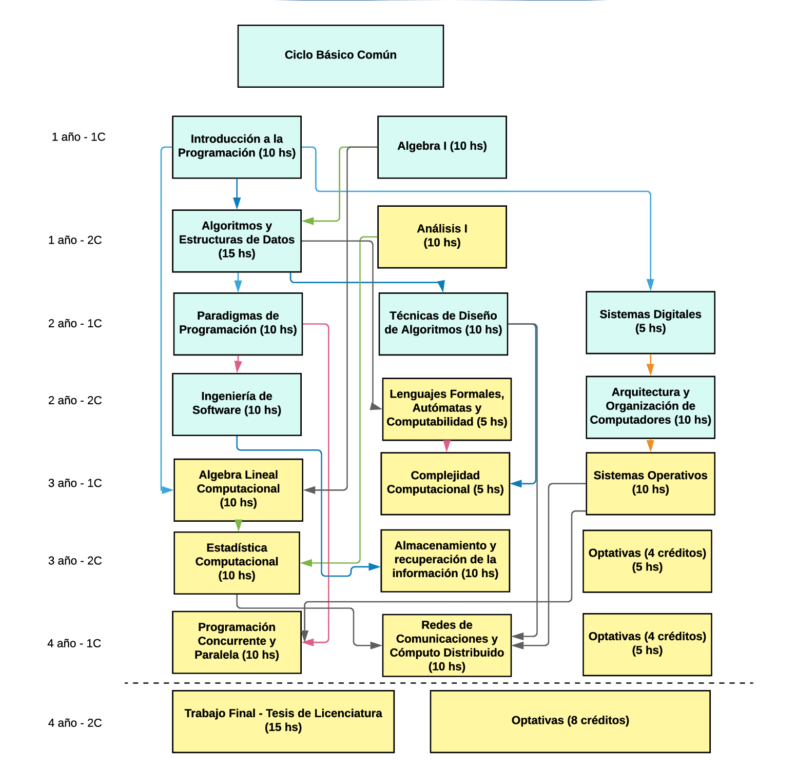 Ciclo Básico Común
1 año - 1C
Introducción a la
Programación (10 hs)
Algebra I (10 hs)
1 año - 2C
Algoritmos y
Estructuras de Datos
(15 hs)
Análisis I
(10 hs)
2 año - 1C
Paradigmas de
Programación (10 hs)
Técnicas de Diseño
de Algoritmos (10 hs)
Sistemas Digitales
(5 hs)
2 año - 2C
Ingeniería de
Software (10 hs)
Lenguajes Formales,
Autómatas y
Computabilidad (5 hs)
Arquitectura y
Organización de
Computadores (10 hs)
3 año - 1C
Algebra Lineal
Computacional
(10 hs)
Complejidad
Computacional (5 hs)
Sistemas Operativos
(10 hs)
3 año - 2C
Estadística
Computacional
(10 hs)
Almacenamiento y
recuperación de la
información (10 hs)
Optativas (4 créditos)
(5 hs)
4 año - 1C
Programación
Concurrente y
Paralela (10 hs)
Redes de
Comunicaciones y
Cómputo Distribuido
(10 hs)
Optativas (4 créditos)
(5 hs)
4 año - 2C
Trabajo Final - Tesis de Licenciatura
(15 hs)
Optativas (8 créditos)